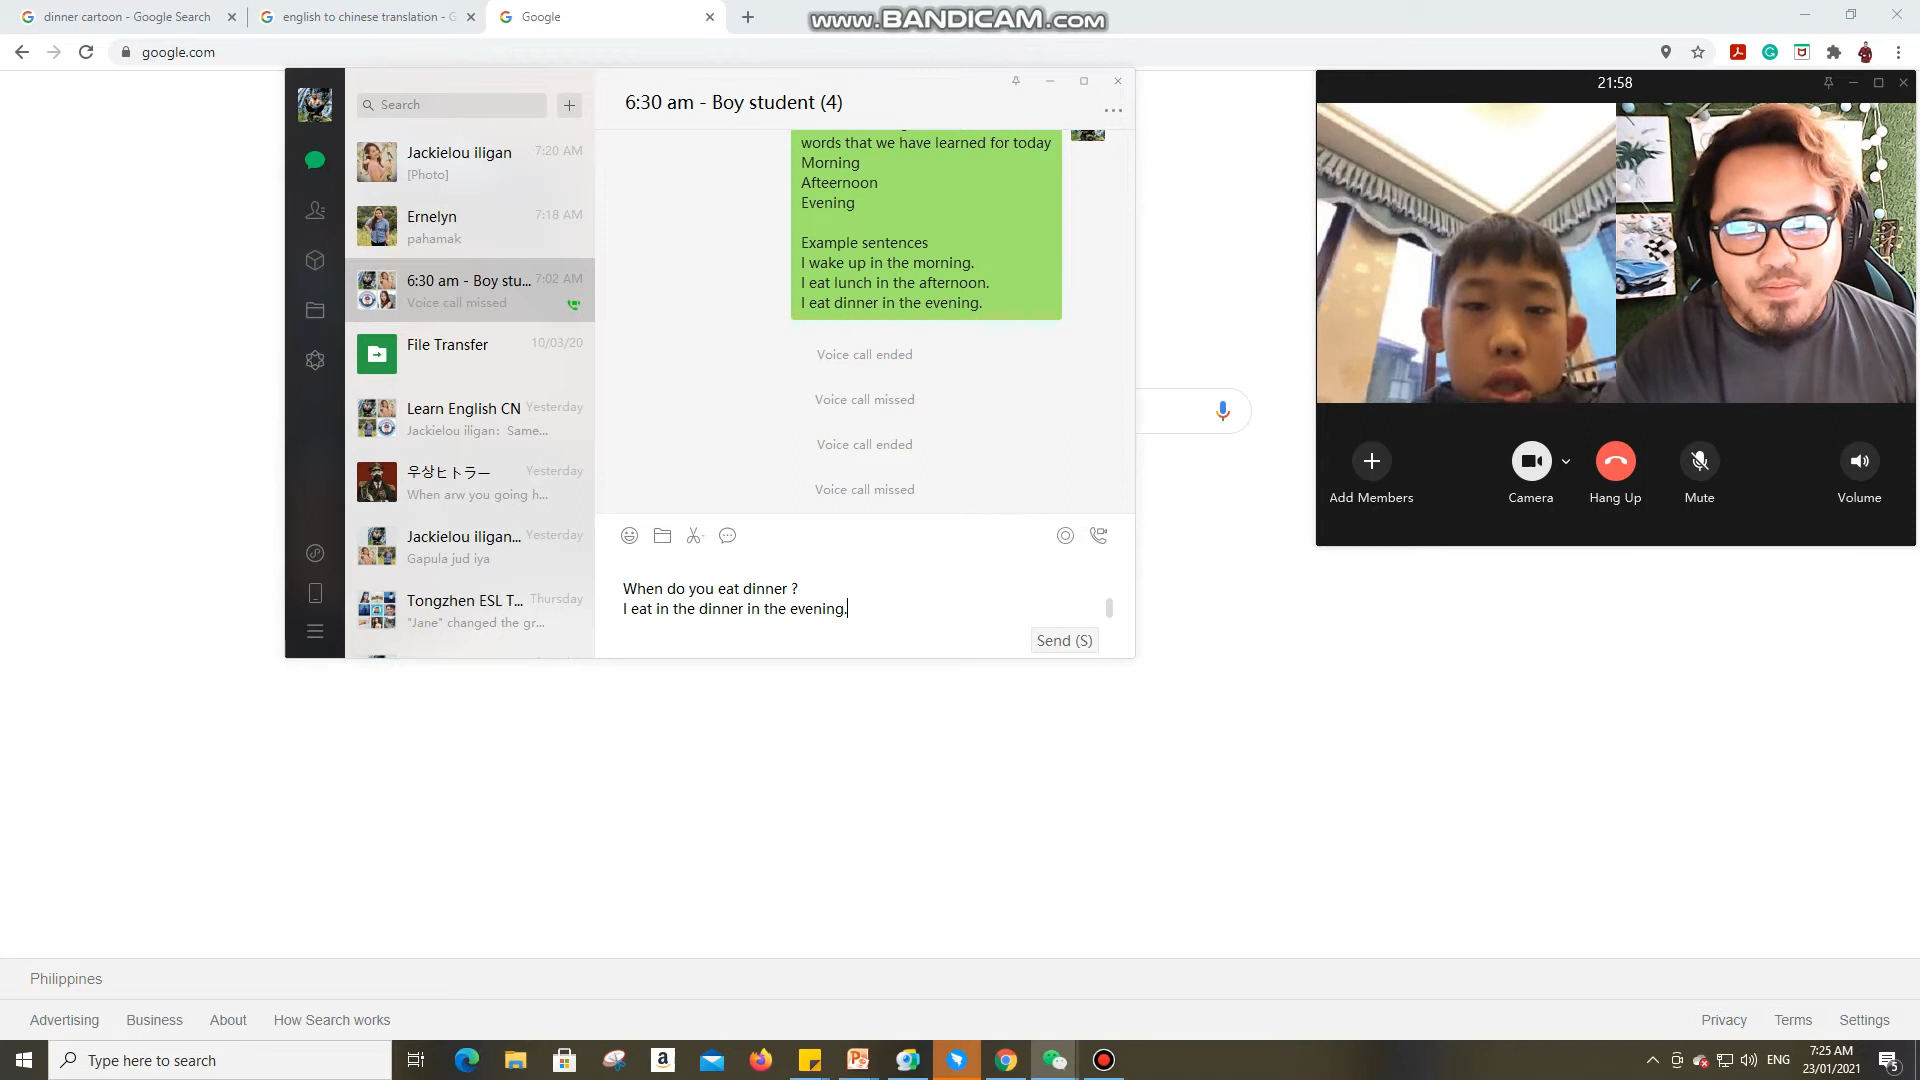 dinner cartoon - Google Search
english to chinese translation - G
Google
www.BANDICAM.com
google.com
Search
6:30 am - Boy student (4)
21:58
Jackielou iligan
7:20 AM
[Photo]
Ernelyn
7:18 AM
pahamak
6:30 am - Boy stu...
7:02 AM
Voice call missed
File Transfer
10/03/20
Learn English CN
Yesterday
Jackielou iligan: Same...
우상ヒトラー
Yesterday
When arw you going h...
Jackielou iligan...
Yesterday
Gapula jud iya
Tongzhen ESL T...
Thursday
"Jane" changed the gr...
words that we have learned for today
Morning
Afteernoon
Evening
Example sentences
I wake up in the morning.
I eat lunch in the afternoon.
I eat dinner in the evening.
Voice call ended
Voice call missed
Voice call ended
Voice call missed
When do you eat dinner ?
I eat in the dinner in the evening.
Send (S)
Add Members
Camera
Hang Up
Mute
Volume
Philippines
Advertising
Business
About
How Search works
Privacy
Terms
Settings
Type here to search
ENG
7:25 AM
23/01/2021
5